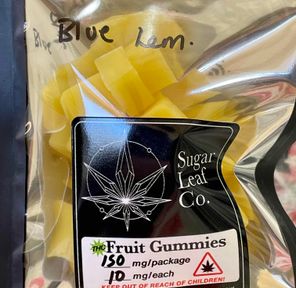 Blue Lem.
Blue
Sugar
Leaf
Co.
THC Fruit Gummies
150 mg/package
10 mg/each
KEEP OUT OF REACH OF CHILDREN!